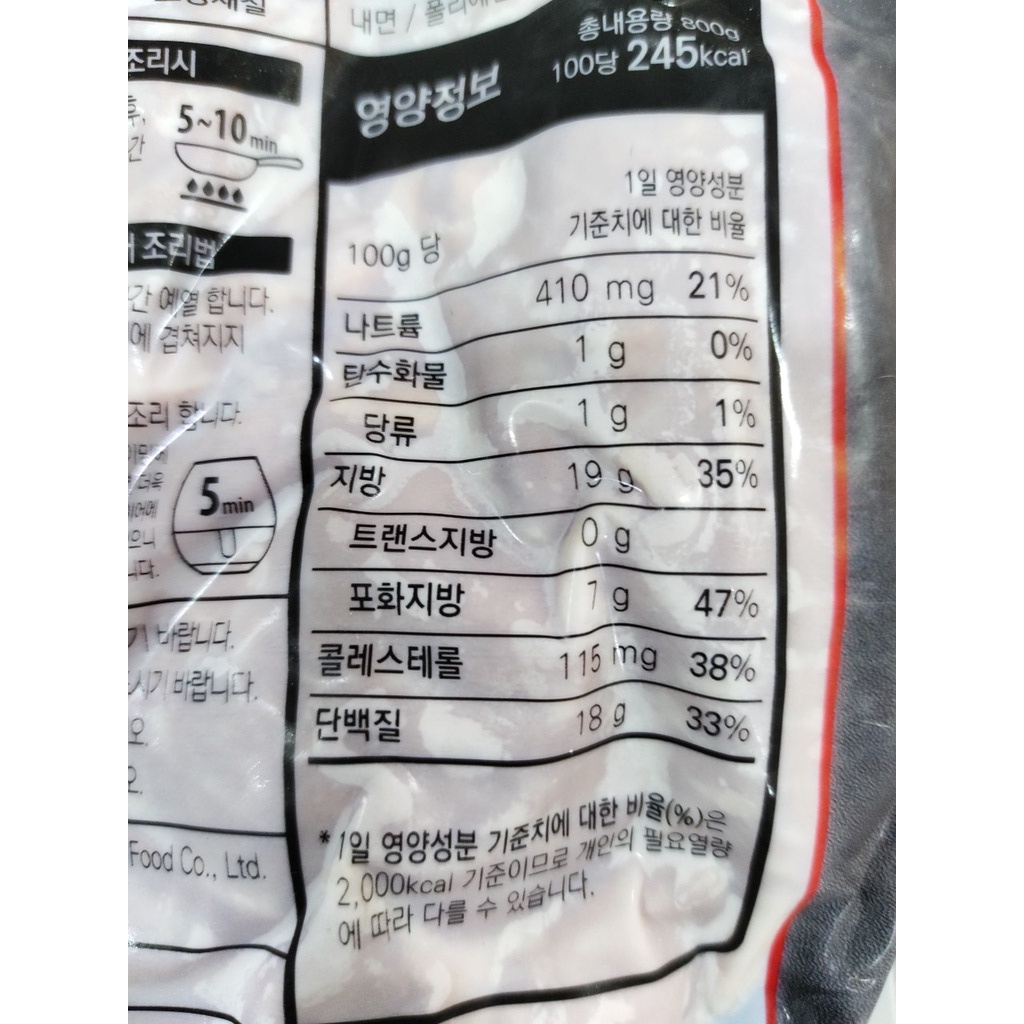 내면 /
조리시
5~10 min
조리법
간 예열 합니다.
에 겹쳐지지
조리 합니다.
5 min
바랍니다.
시기 바랍니다.
오
오.
Food Co., Ltd.
총내용량 800g
100당 245kcal
영양정보
1일 영양성분
100g 당 기준치에 대한 비율
나트륨 410 mg 21%
탄수화물 1 g 0%
당류 1 g 1%
지방 19 g 35%
트랜스지방 0 g
포화지방 7 g 47%
콜레스테롤 115 mg 38%
단백질 18 g 33%
* 1일 영양성분 기준치에 대한 비율(%)은
2,000kcal 기준이므로 개인의 필요열량
에 따라 다를 수 있습니다.